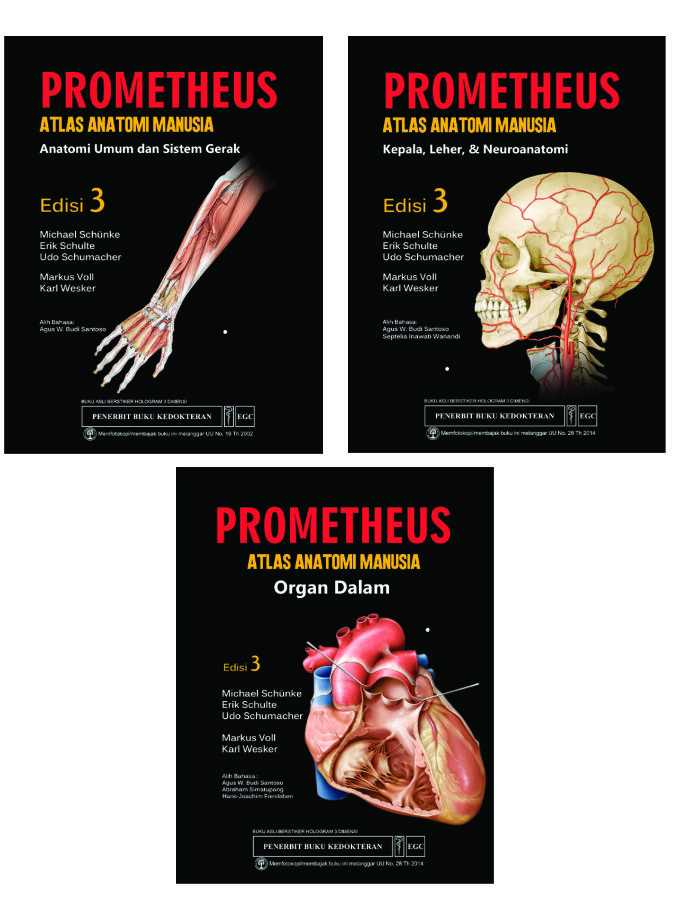 PROMETHEUS
ATLAS ANATOMI MANUSIA
Anatomi Umum dan Sistem Gerak
Edisi 3
Michael Schünke
Erik Schulte
Udo Schumacher
Markus Voll
Karl Wesker
Alih Bahasa:
Agus W. Budi Santoso
BUKU ASLI BERSTIKER HOLOGRAM 3 DIMENSI
PENERBIT BUKU KEDOKTERAN EGC
Memfotokopi/membajak buku ini melanggar UU No. 19 Th 2002
PROMETHEUS
ATLAS ANATOMI MANUSIA
Kepala, Leher, & Neuroanatomi
Edisi 3
Michael Schünke
Erik Schulte
Udo Schumacher
Markus Voll
Karl Wesker
Alih Bahasa:
Agus W. Budi Santoso
Septelia Inawati Wanandi
BUKU ASLI BERSTIKER HOLOGRAM 3 DIMENSI
PENERBIT BUKU KEDOKTERAN EGC
Memfotokopi/membajak buku ini melanggar UU No. 28 Th 2014
PROMETHEUS
ATLAS ANATOMI MANUSIA
Organ Dalam
Edisi 3
Michael Schünke
Erik Schulte
Udo Schumacher
Markus Voll
Karl Wesker
Alih Bahasa :
Agus W. Budi Santoso
Abraham Simatupang
Hans-Joachim Freisleben
BUKU ASLI BERSTIKER HOLOGRAM 3 DIMENSI
PENERBIT BUKU KEDOKTERAN EGC
Memfotokopi/membajak buku ini melanggar UU No. 28 Th 2014